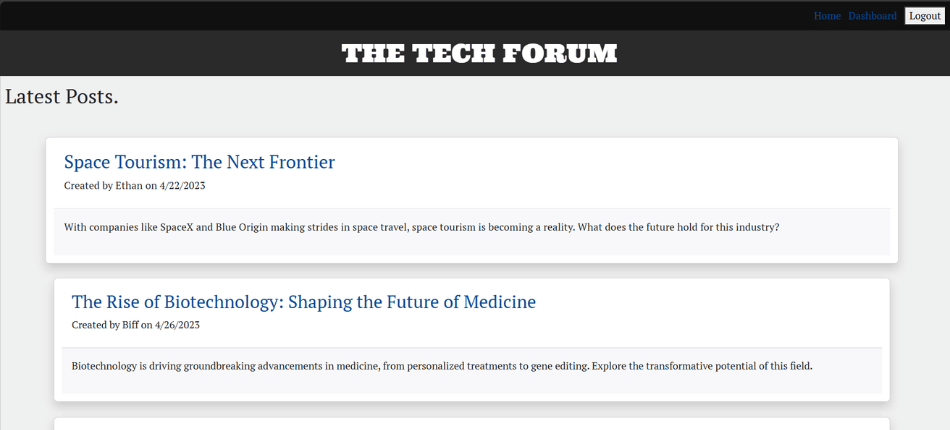 Home Dashboard Logout
THE TECH FORUM
Latest Posts.
Space Tourism: The Next Frontier
Created by Ethan on 4/22/2023
With companies like SpaceX and Blue Origin making strides in space travel, space tourism is becoming a reality. What does the future hold for this industry?
The Rise of Biotechnology: Shaping the Future of Medicine
Created by Biff on 4/26/2023
Biotechnology is driving groundbreaking advancements in medicine, from personalized treatments to gene editing. Explore the transformative potential of this field.